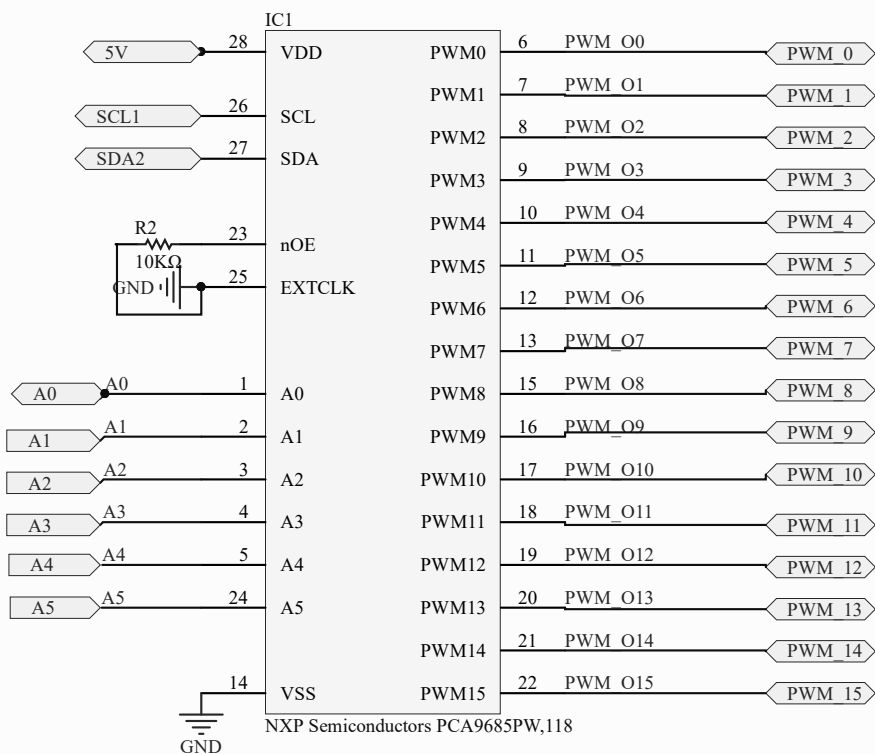 IC1
5V 28 VDD PWM0 6 PWM_O0 PWM_0
PWM1 7 PWM_O1 PWM_1
SCL1 26 SCL
PWM2 8 PWM_O2 PWM_2
SDA2 27 SDA
PWM3 9 PWM_O3 PWM_3
PWM4 10 PWM_O4 PWM_4
R2 23 nOE
10KΩ
PWM5 11 PWM_O5 PWM_5
GND 25 EXTCLK
PWM6 12 PWM_O6 PWM_6
PWM7 13 PWM_O7 PWM_7
A0 A0 1 A0 PWM8 15 PWM_O8 PWM_8
A1 A1 2 A1 PWM9 16 PWM_O9 PWM_9
A2 A2 3 A2 PWM10 17 PWM_O10 PWM_10
A3 A3 4 A3 PWM11 18 PWM_O11 PWM_11
A4 A4 5 A4 PWM12 19 PWM_O12 PWM_12
A5 A5 24 A5 PWM13 20 PWM_O13 PWM_13
PWM14 21 PWM_O14 PWM_14
14 VSS PWM15 22 PWM_O15 PWM_15
GND
NXP Semiconductors PCA9685PW,118